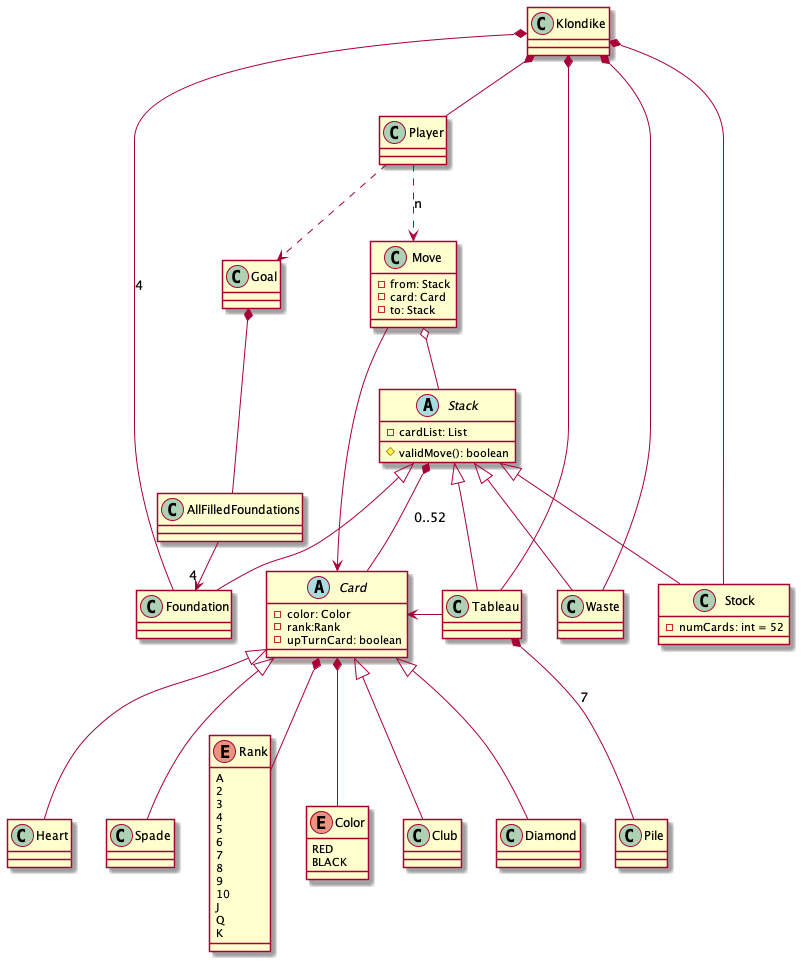 C Klondike
C Player
n
4
C Goal
C Move
from: Stack
card: Card
to: Stack
A Stack
cardList: List
validMove(): boolean
C AllFilledFoundations
0..52
4
C Foundation
A Card
color: Color
rank:Rank
upTurnCard: boolean
C Tableau
C Waste
C Stock
numCards: int = 52
7
E Rank
A
2
3
4
5
6
7
8
9
10
J
Q
K
C Heart
C Spade
E Color
RED
BLACK
C Club
C Diamond
C Pile